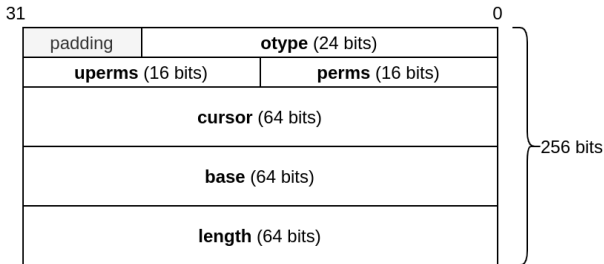 31 0
padding otype (24 bits)
uperms (16 bits) perms (16 bits)
cursor (64 bits)
256 bits
base (64 bits)
length (64 bits)